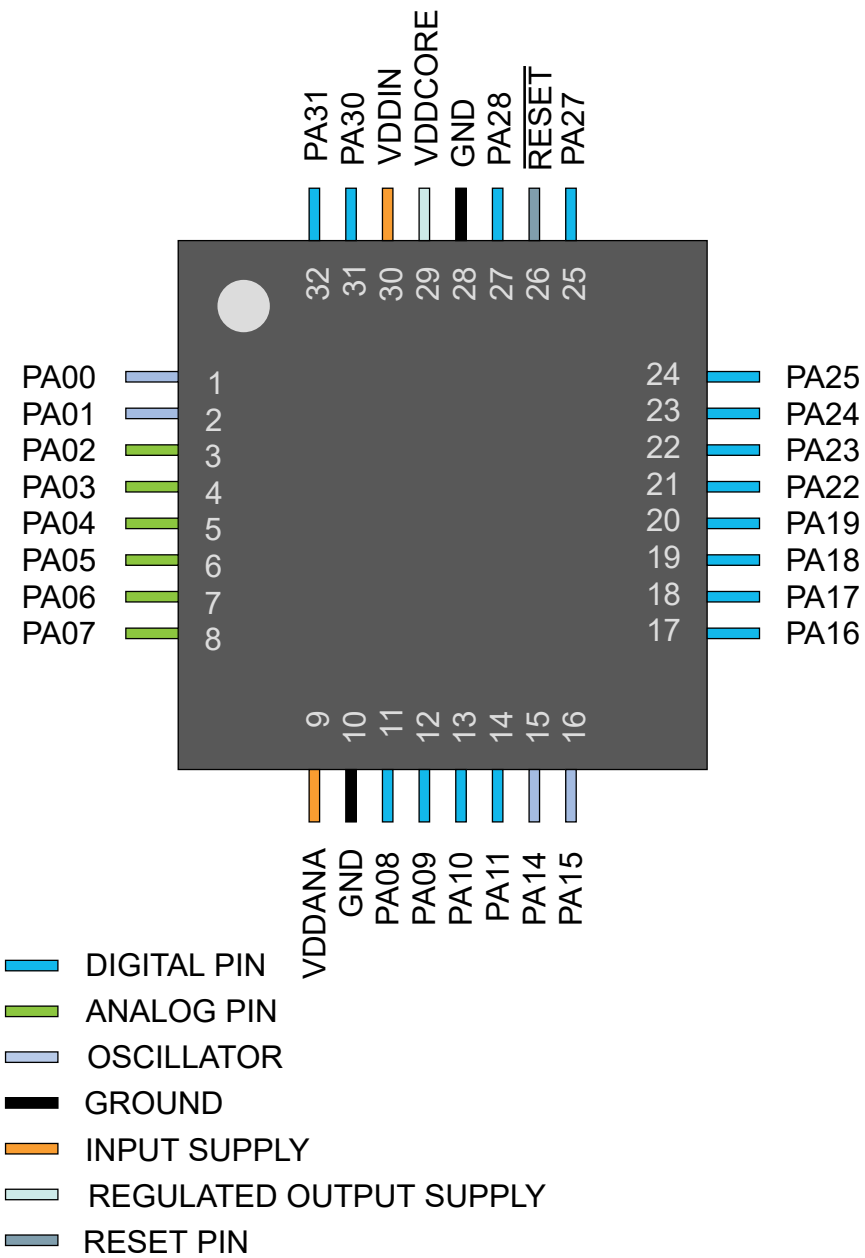 PA31
PA30
VDDIN
VDDCORE
GND
PA28
RESET
PA27
32
31
30
29
28
27
26
25
PA00 1
PA01 2
PA02 3
PA03 4
PA04 5
PA05 6
PA06 7
PA07 8
24 PA25
23 PA24
22 PA23
21 PA22
20 PA19
19 PA18
18 PA17
17 PA16
9
10
11
12
13
14
15
16
VDDANA
GND
PA08
PA09
PA10
PA11
PA14
PA15
DIGITAL PIN
ANALOG PIN
OSCILLATOR
GROUND
INPUT SUPPLY
REGULATED OUTPUT SUPPLY
RESET PIN